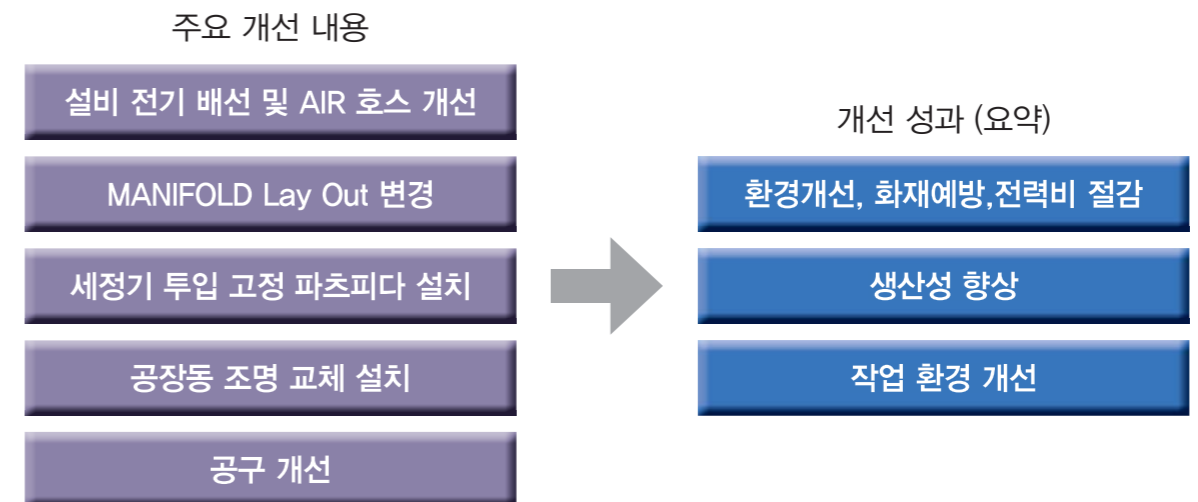 주요 개선 내용
설비 전기 배선 및 AIR 호스 개선
MANIFOLD Lay Out 변경
세정기 투입 고정 파츠피다 설치
공장동 조명 교체 설치
공구 개선
개선 성과 (요약)
환경개선, 화재예방,전력비 절감
생산성 향상
작업 환경 개선